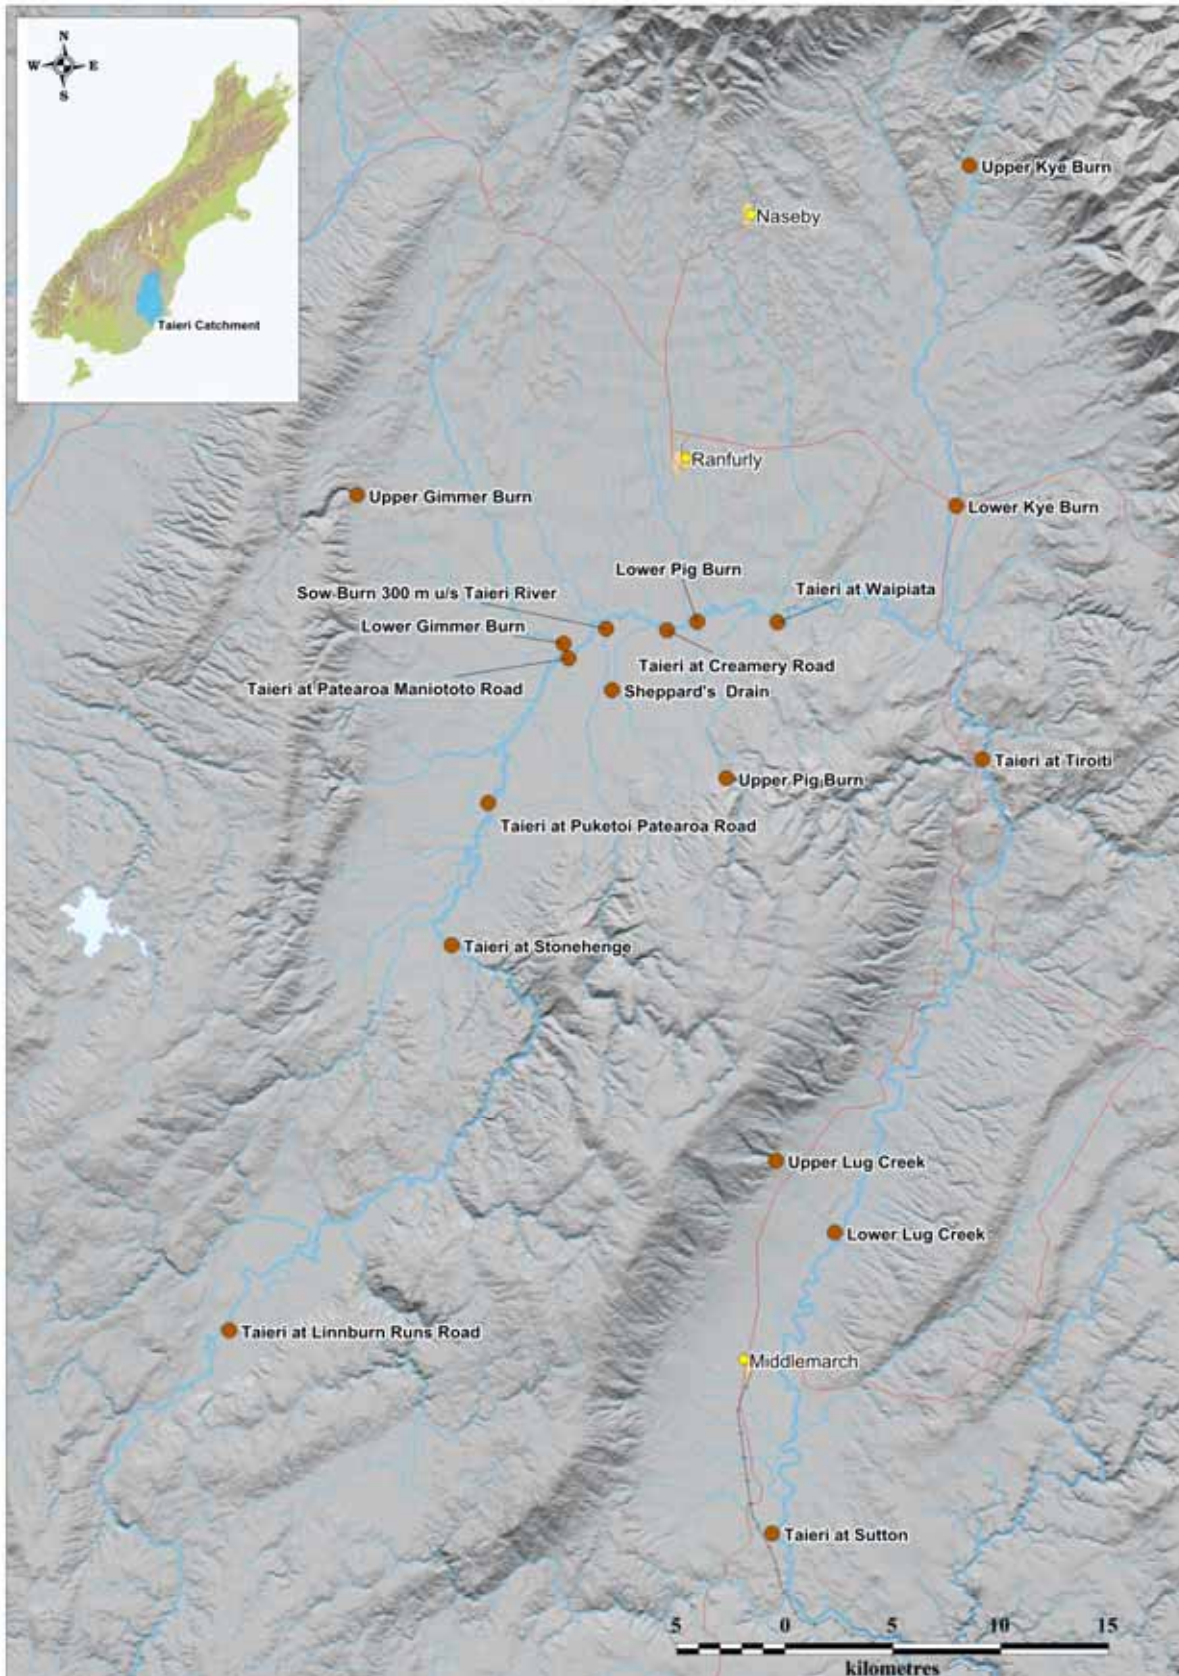 N
W E
S
Taieri Catchment
Upper Kye Burn
Naseby
Ranfurly
Upper Gimmer Burn
Lower Kye Burn
Lower Pig Burn
Sow Burn 300 m u/s Taieri River
Taieri at Waipiata
Lower Gimmer Burn
Taieri at Creamery Road
Taieri at Patearoa Maniototo Road
Sheppard's Drain
Taieri at Tiroiti
Upper Pig Burn
Taieri at Puketoi Patearoa Road
Taieri at Stonehenge
Upper Lug Creek
Lower Lug Creek
Taieri at Linnburn Runs Road
Middlemarch
Taieri at Sutton
5 0 5 10 15
kilometres